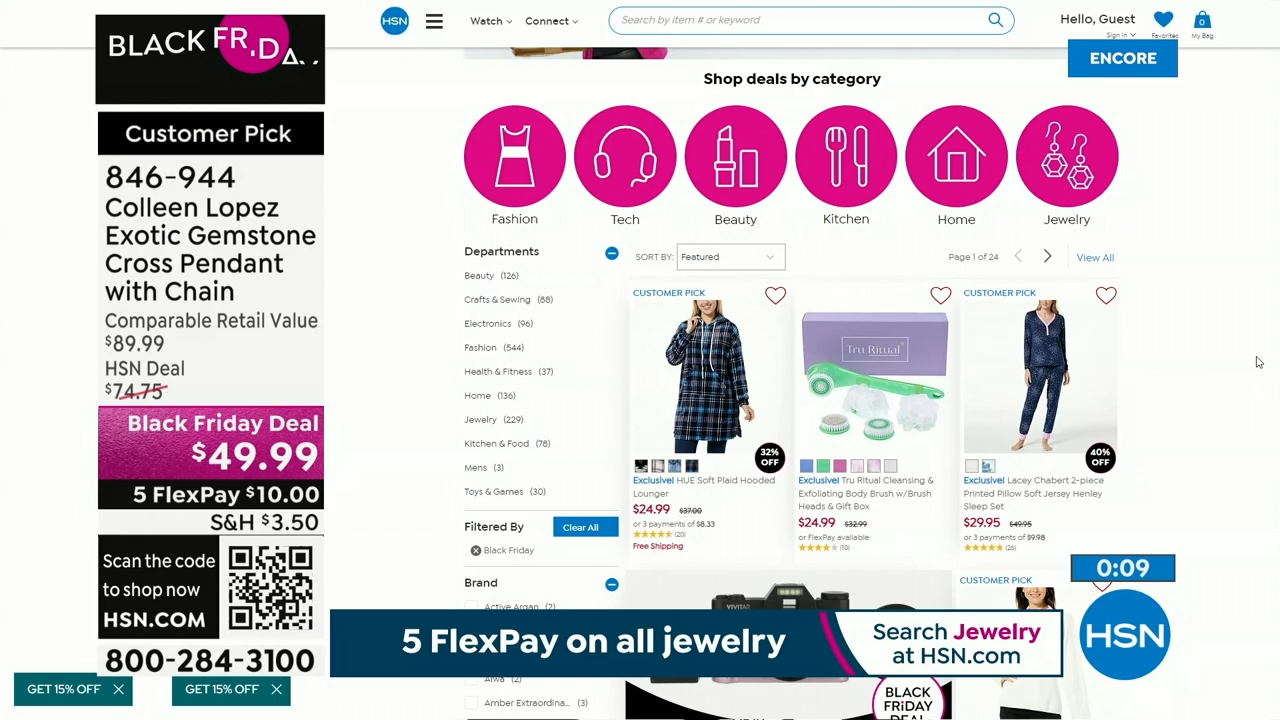 BLACK FRiDA
Customer Pick
846-944
Colleen Lopez
Exotic Gemstone
Cross Pendant
with Chain
Comparable Retail Value
$89.99
HSN Deal
$74.75
Black Friday Deal
$49.99
5 FlexPay $10.00
S&H $3.50
Scan the code
to shop now
HSN.COM
800-284-3100
GET 15% OFF
GET 15% OFF
HSN
Watch
Connect
Search by item # or keyword
Hello, Guest
Sign In
Favorites
0
My Bag
ENCORE
Shop deals by category
Fashion
Tech
Beauty
Kitchen
Home
Jewelry
Departments
Beauty (126)
Crafts & Sewing (88)
Electronics (96)
Fashion (544)
Health & Fitness (37)
Home (136)
Jewelry (229)
Kitchen & Food (78)
Mens (3)
Toys & Games (30)
Filtered By
Clear All
Black Friday
Brand
Active Argan (2)
Aiwa (2)
Amber Extraordina... (3)
SORT BY: Featured
Page 1 of 24
View All
CUSTOMER PICK
32% OFF
Exclusive! HUE Soft Plaid Hooded
Lounger
$24.99 $37.00
or 3 payments of $8.33
(20)
Free Shipping
Tru Ritual
Exclusive! Tru Ritual Cleansing &
Exfoliating Body Brush w/Brush
Heads & Gift Box
$24.99 $32.99
or FlexPay available
(10)
CUSTOMER PICK
40% OFF
Exclusive! Lacey Chabert 2-piece
Printed Pillow Soft Jersey Henley
Sleep Set
$29.95 $49.95
or 3 payments of $9.98
(26)
VIVITAR
CUSTOMER PICK
BLACK
FRiDAY
DEAL
0:09
5 FlexPay on all jewelry
Search Jewelry
at HSN.com
HSN